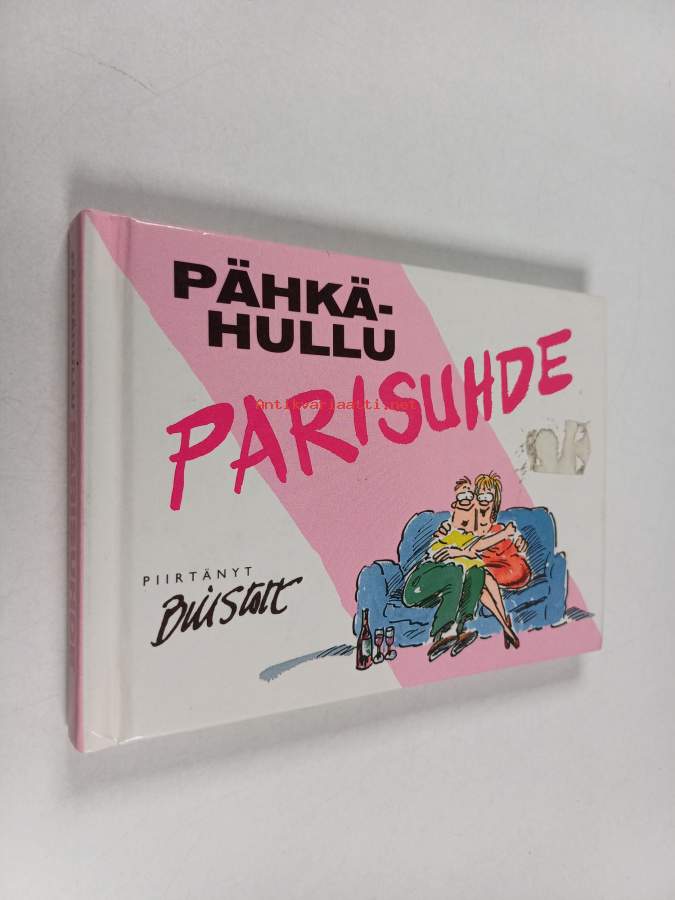 PÄHKÄ-
HULLU
PARISUHDE
Antikvariaatti.net
PIIRTÄNYT
Bill Stott